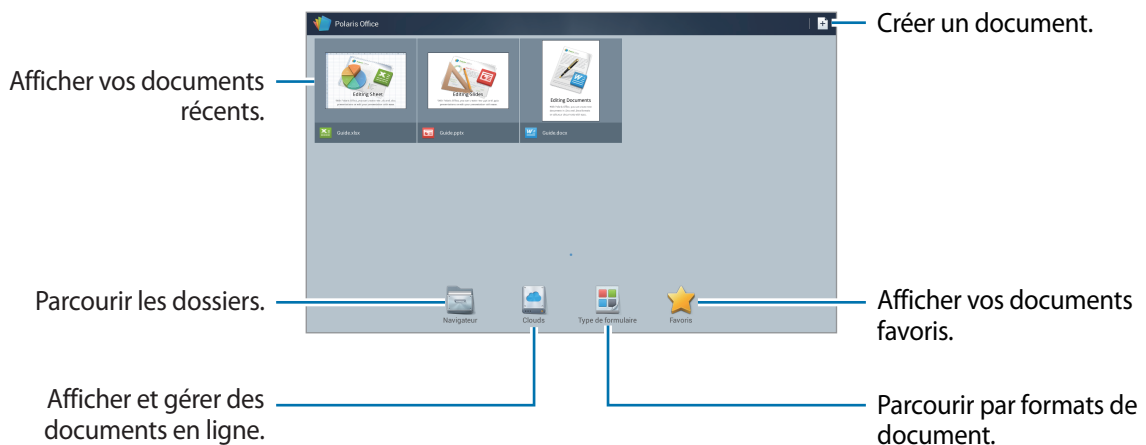 Polaris Office
Créer un document.
Afficher vos documents
récents.
Editing Sheet
Editing Slides
Editing Documents
Guide.xlsx
Guide.pptx
Guide.docx
Parcourir les dossiers.
Navigateur
Clouds
Type de formulaire
Favoris
Afficher vos documents
favoris.
Afficher et gérer des
documents en ligne.
Parcourir par formats de
document.